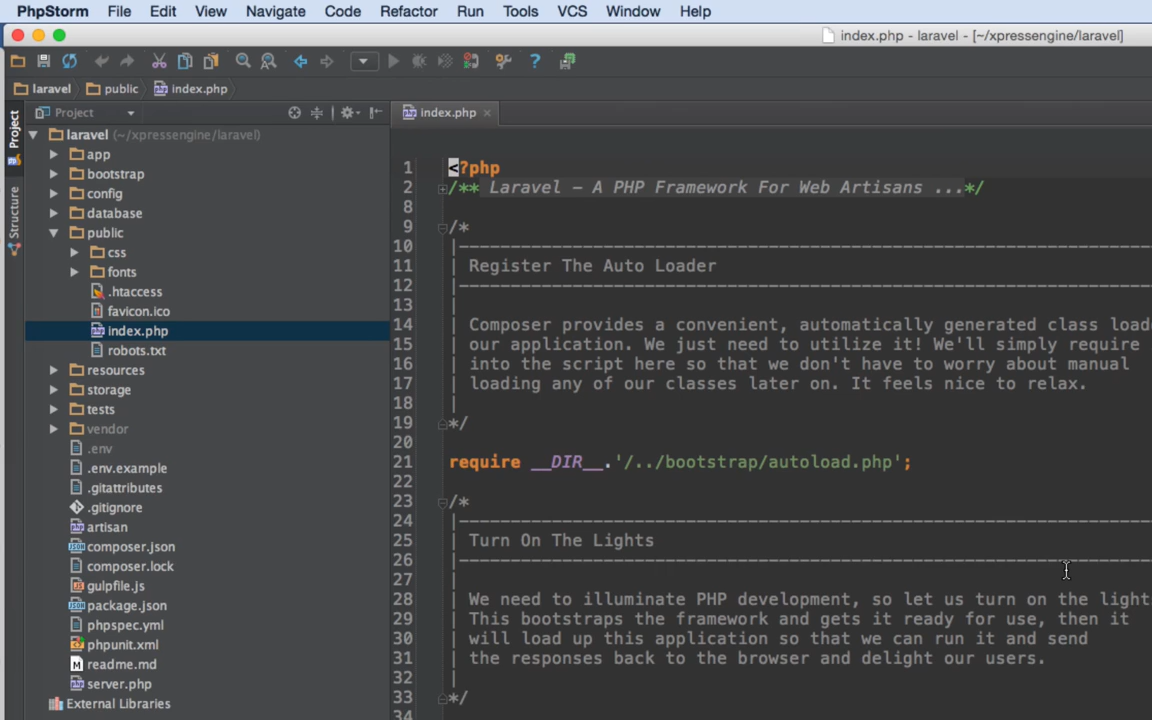 PhpStorm File Edit View Navigate Code Refactor Run Tools VCS Window Help
index.php - laravel - [~/xpressengine/laravel]
laravel public index.php
Project
index.php
Project
Structure
laravel (~/xpressengine/laravel)
app
bootstrap
config
database
public
css
fonts
.htaccess
favicon.ico
index.php
robots.txt
resources
storage
tests
vendor
.env
.env.example
.gitattributes
.gitignore
artisan
composer.json
composer.lock
gulpfile.js
package.json
phpspec.yml
phpunit.xml
readme.md
server.php
External Libraries
1 <?php
2 /** Laravel - A PHP Framework For Web Artisans ...*/
8
9 /*
10 |--------------------------------------------------------------------
11 | Register The Auto Loader
12 |--------------------------------------------------------------------
13 |
14 | Composer provides a convenient, automatically generated class load
15 | our application. We just need to utilize it! We'll simply require
16 | into the script here so that we don't have to worry about manual
17 | loading any of our classes later on. It feels nice to relax.
18 |
19 */
20
21 require __DIR__.'/../bootstrap/autoload.php';
22
23 /*
24 |--------------------------------------------------------------------
25 | Turn On The Lights
26 |--------------------------------------------------------------------
27 |
28 | We need to illuminate PHP development, so let us turn on the light
29 | This bootstraps the framework and gets it ready for use, then it
30 | will load up this application so that we can run it and send
31 | the responses back to the browser and delight our users.
32 |
33 */
34